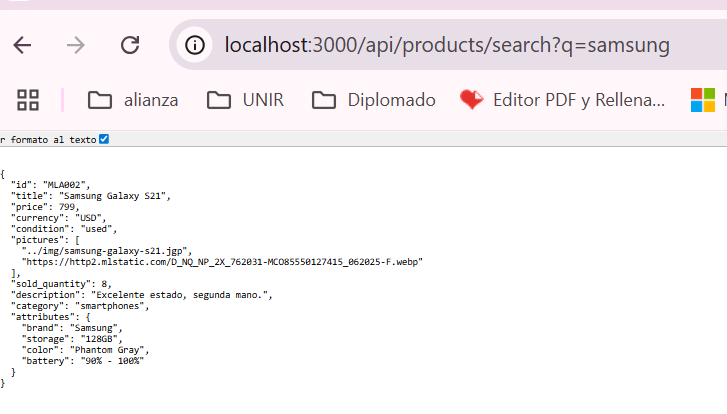 localhost:3000/api/products/search?q=samsung
alianza UNIR Diplomado Editor PDF y Rellena...
r formato al texto
{
"id": "MLA002",
"title": "Samsung Galaxy S21",
"price": 799,
"currency": "USD",
"condition": "used",
"pictures": [
"../img/samsung-galaxy-s21.jgp",
"https://http2.mlstatic.com/D_NQ_NP_2X_762031-MCO85550127415_062025-F.webp"
],
"sold_quantity": 8,
"description": "Excelente estado, segunda mano.",
"category": "smartphones",
"attributes": {
"brand": "Samsung",
"storage": "128GB",
"color": "Phantom Gray",
"battery": "90% - 100%"
}
}